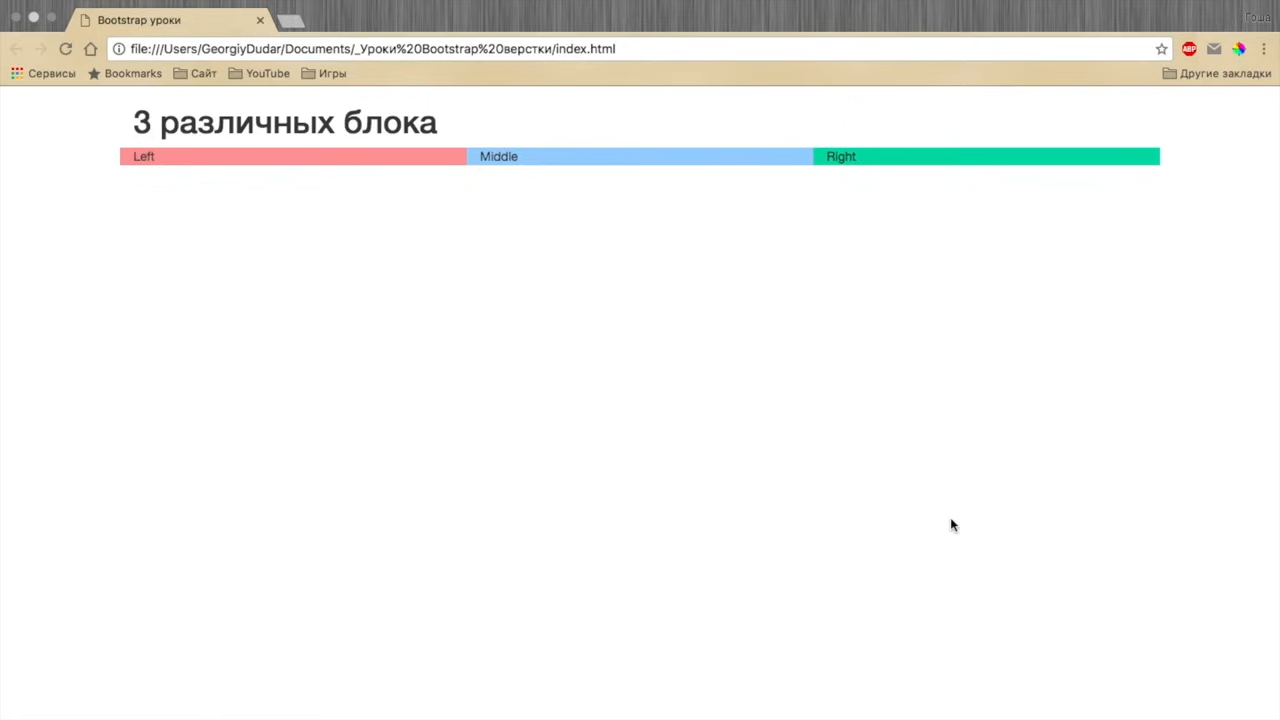 Bootstrap уроки
Гоша
file:///Users/GeorgiyDudar/Documents/_Уроки%20Bootstrap%20верстки/index.html
ABP
Сервисы Bookmarks Сайт YouTube Игры Другие закладки
3 различных блока
Left Middle Right